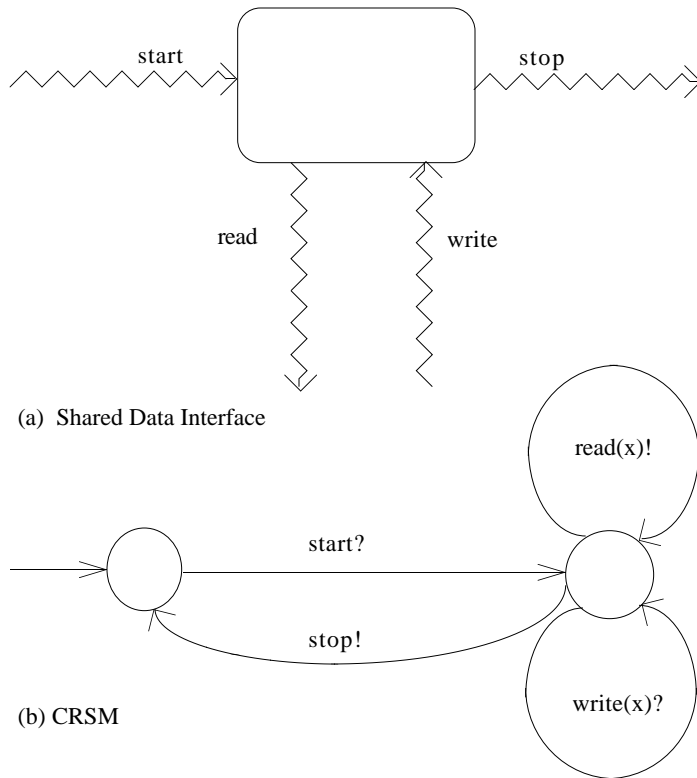 start
stop
read
write
(a) Shared Data Interface
read(x)!
start?
stop!
write(x)?
(b) CRSM